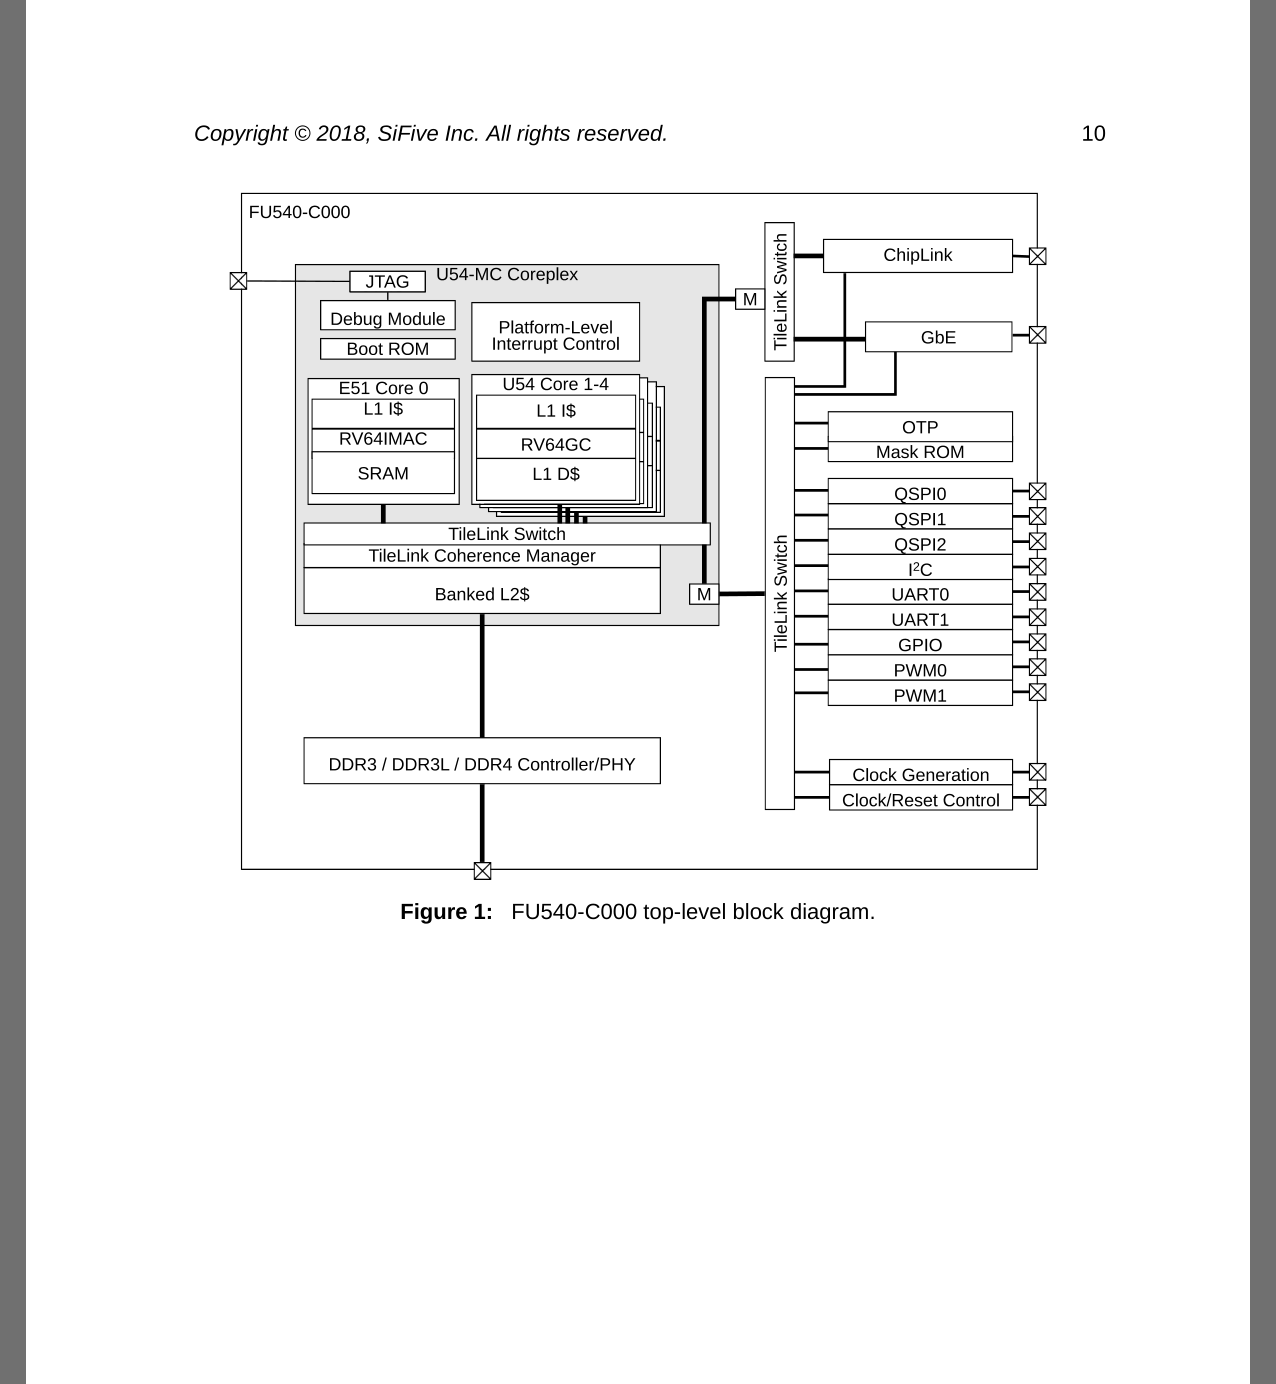 Copyright © 2018, SiFive Inc. All rights reserved. 10
FU540-C000
U54-MC Coreplex
JTAG
Debug Module
Boot ROM
Platform-Level
Interrupt Control
E51 Core 0
L1 I$
RV64IMAC
SRAM
U54 Core 1-4
L1 I$
RV64GC
L1 D$
TileLink Switch
TileLink Coherence Manager
Banked L2$
M
DDR3 / DDR3L / DDR4 Controller/PHY
M
TileLink Switch
ChipLink
GbE
TileLink Switch
OTP
Mask ROM
QSPI0
QSPI1
QSPI2
I²C
UART0
UART1
GPIO
PWM0
PWM1
Clock Generation
Clock/Reset Control
Figure 1: FU540-C000 top-level block diagram.